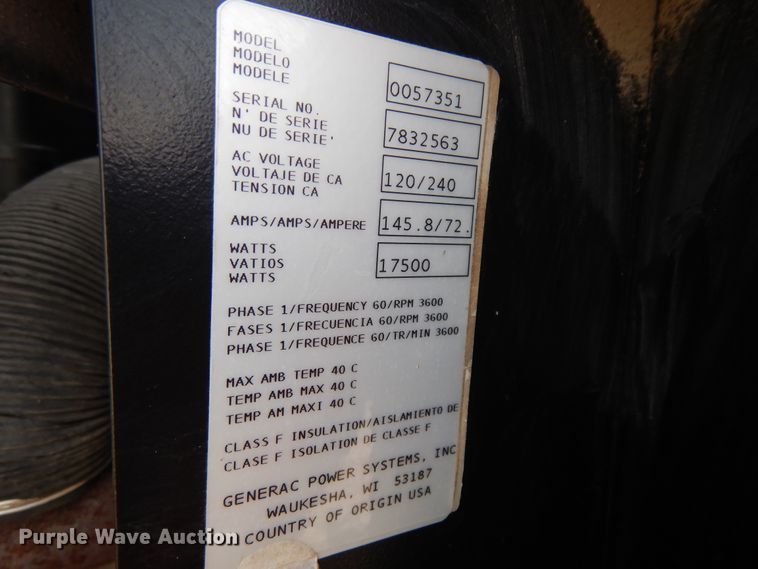 MODEL
MODELO
MODELE
0057351
SERIAL NO.
N' DE SERIE
NU DE SERIE'
7832563
AC VOLTAGE
VOLTAJE DE CA
TENSION CA
120/240
AMPS/AMPS/AMPERE 145.8/72.
WATTS
VATIOS
WATTS
17500
PHASE 1/FREQUENCY 60/RPM 3600
FASES 1/FRECUENCIA 60/RPM 3600
PHASE 1/FREQUENCE 60/TR/MIN 3600
MAX AMB TEMP 40 C
TEMP AMB MAX 40 C
TEMP AM MAXI 40 C
CLASS F INSULATION/AISLAMIENTO DE
CLASE F ISOLATION DE CLASSE F
GENERAC POWER SYSTEMS, INC
WAUKESHA, WI 53187
COUNTRY OF ORIGIN USA
Purple Wave Auction